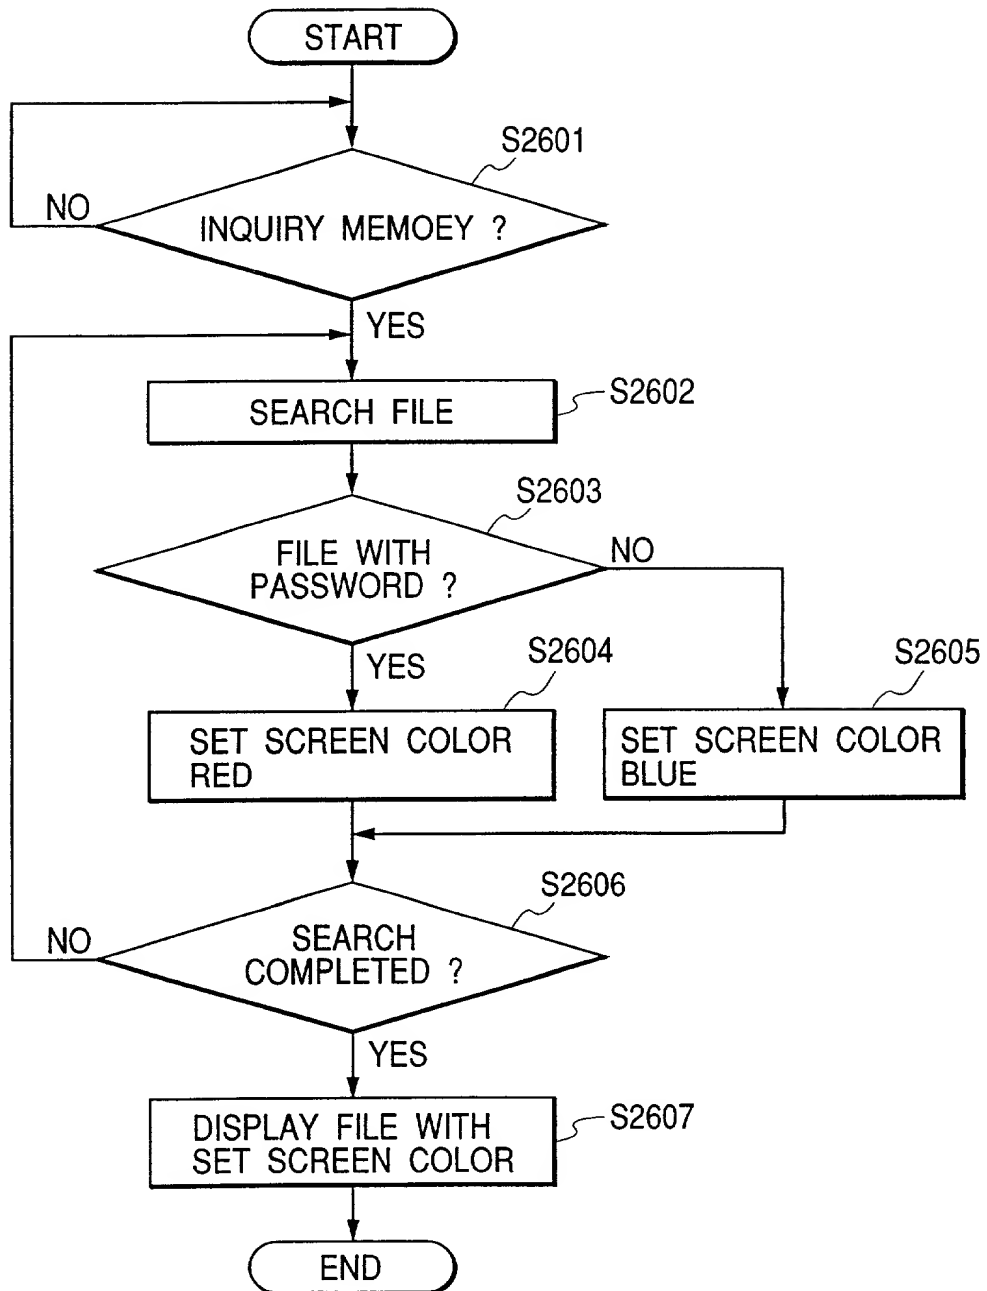 START
S2601
NO
INQUIRY MEMOEY ?
YES
SEARCH FILE
S2602
S2603
FILE WITH
PASSWORD ?
NO
YES
S2604
S2605
SET SCREEN COLOR
RED
SET SCREEN COLOR
BLUE
S2606
NO
SEARCH
COMPLETED ?
YES
DISPLAY FILE WITH
SET SCREEN COLOR
S2607
END